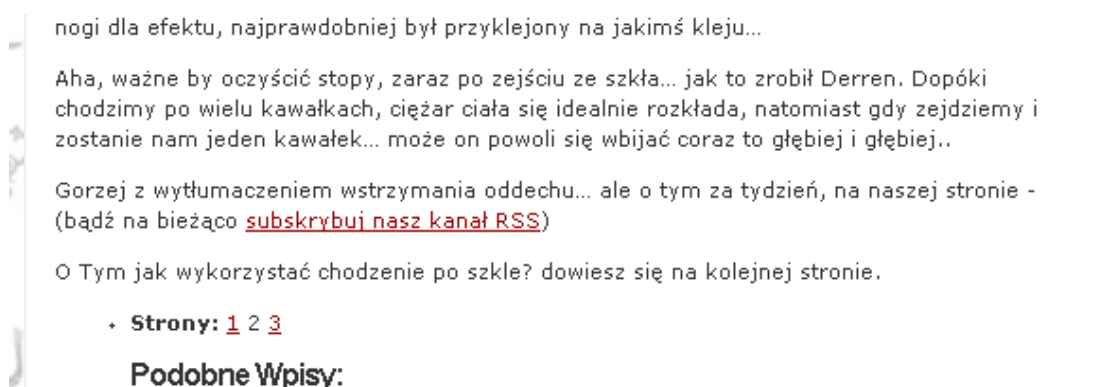 nogi dla efektu, najprawdobniej był przyklejony na jakimś kleju...
Aha, ważne by oczyścić stopy, zaraz po zejściu ze szkła... jak to zrobił Derren. Dopóki
chodzimy po wielu kawałkach, ciężar ciała się idealnie rozkłada, natomiast gdy zejdziemy i
zostanie nam jeden kawałek... może on powoli się wbijać coraz to głębiej i głębiej..
Gorzej z wytłumaczeniem wstrzymania oddechu... ale o tym za tydzień, na naszej stronie -
(bądź na bieżąco subskrybuj nasz kanał RSS)
O Tym jak wykorzystać chodzenie po szkle? dowiesz się na kolejnej stronie.
• Strony: 1 2 3
Podobne Wpisy: